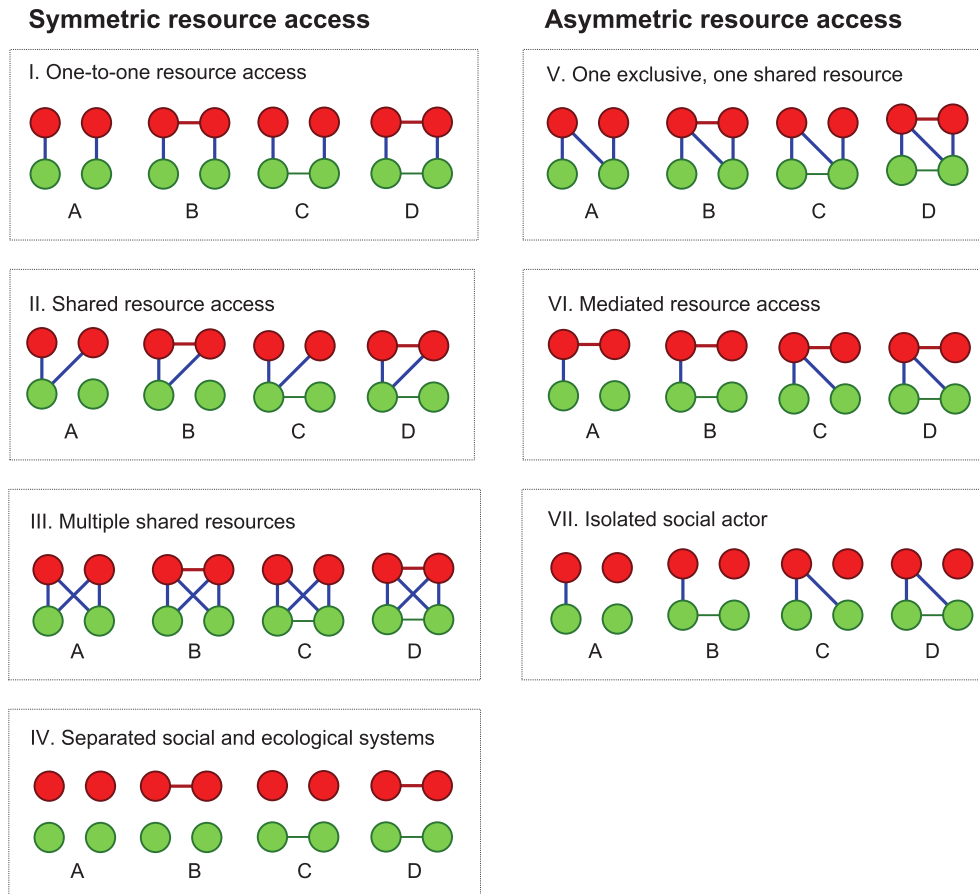 Symmetric resource access
Asymmetric resource access
I. One-to-one resource access
A B C D
II. Shared resource access
A B C D
III. Multiple shared resources
A B C D
IV. Separated social and ecological systems
A B C D
V. One exclusive, one shared resource
A B C D
VI. Mediated resource access
A B C D
VII. Isolated social actor
A B C D